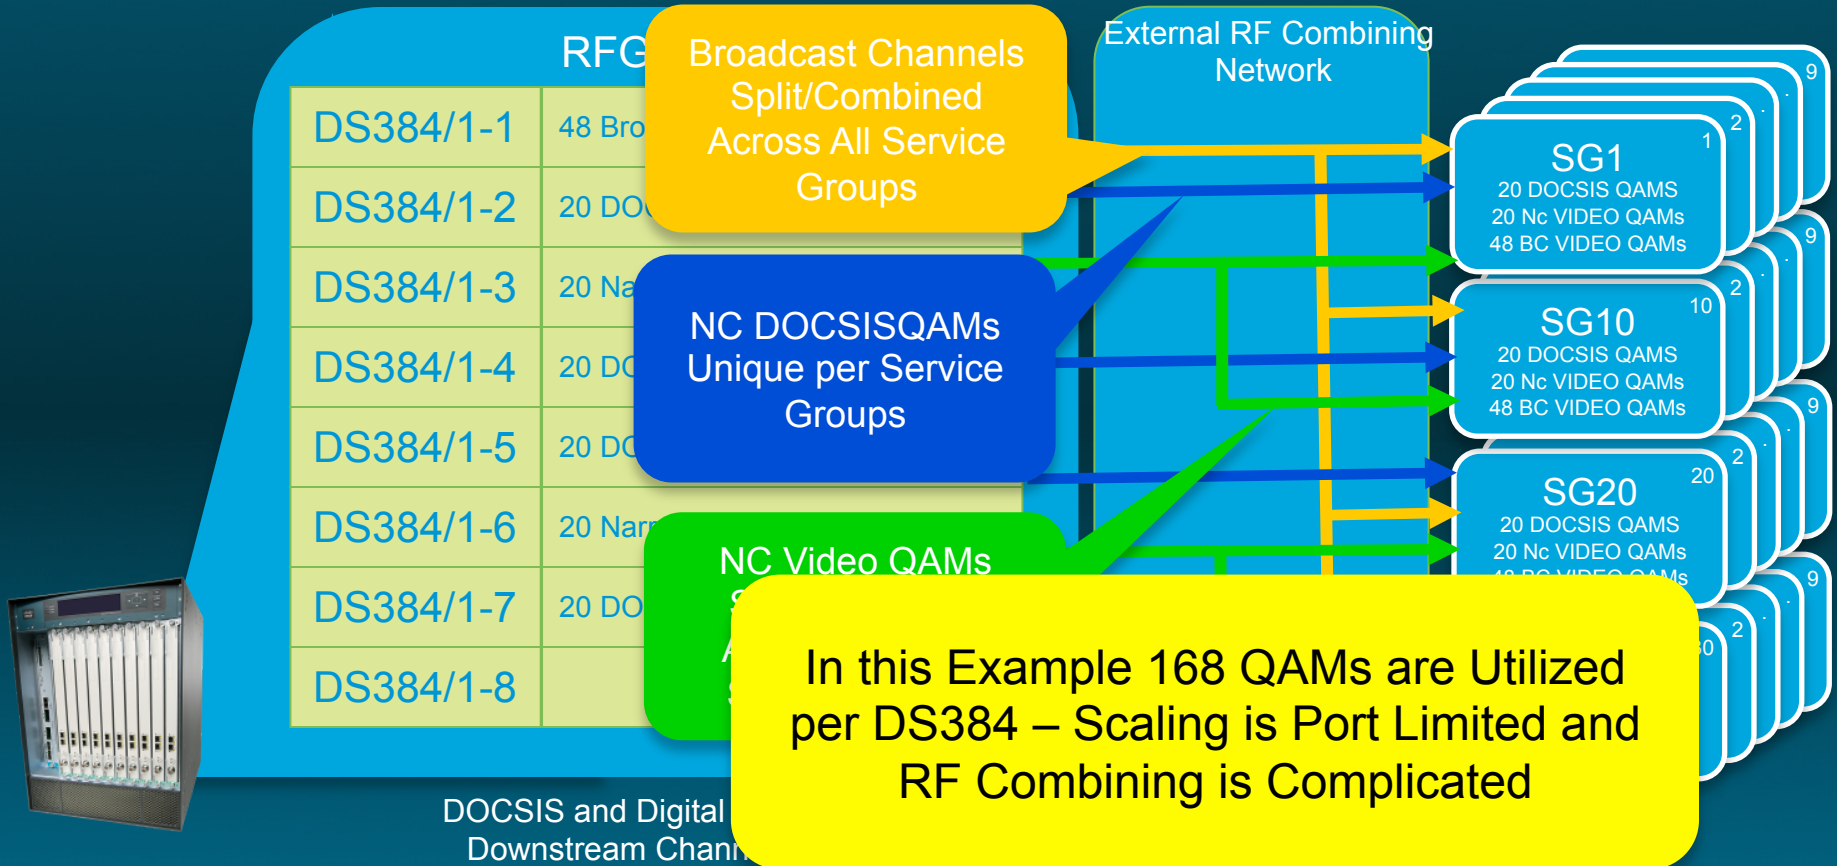 RFG
Broadcast Channels
Split/Combined
Across All Service
Groups
External RF Combining
Network
DS384/1-1 48 Bro
DS384/1-2 20 DO
DS384/1-3 20 Na
DS384/1-4 20 DO
DS384/1-5 20 DO
DS384/1-6 20 Nar
DS384/1-7 20 DO
DS384/1-8
NC DOCSISQAMs
Unique per Service
Groups
NC Video QAMs
SG1
1
2
.
.
9
20 DOCSIS QAMS
20 Nc VIDEO QAMs
48 BC VIDEO QAMs
SG10
10
2
.
.
9
20 DOCSIS QAMS
20 Nc VIDEO QAMs
48 BC VIDEO QAMs
SG20
20
2
.
.
9
20 DOCSIS QAMS
20 Nc VIDEO QAMs
48 BC VIDEO QAMs
2
.
.
9
In this Example 168 QAMs are Utilized
per DS384 – Scaling is Port Limited and
RF Combining is Complicated
DOCSIS and Digital
Downstream Chann